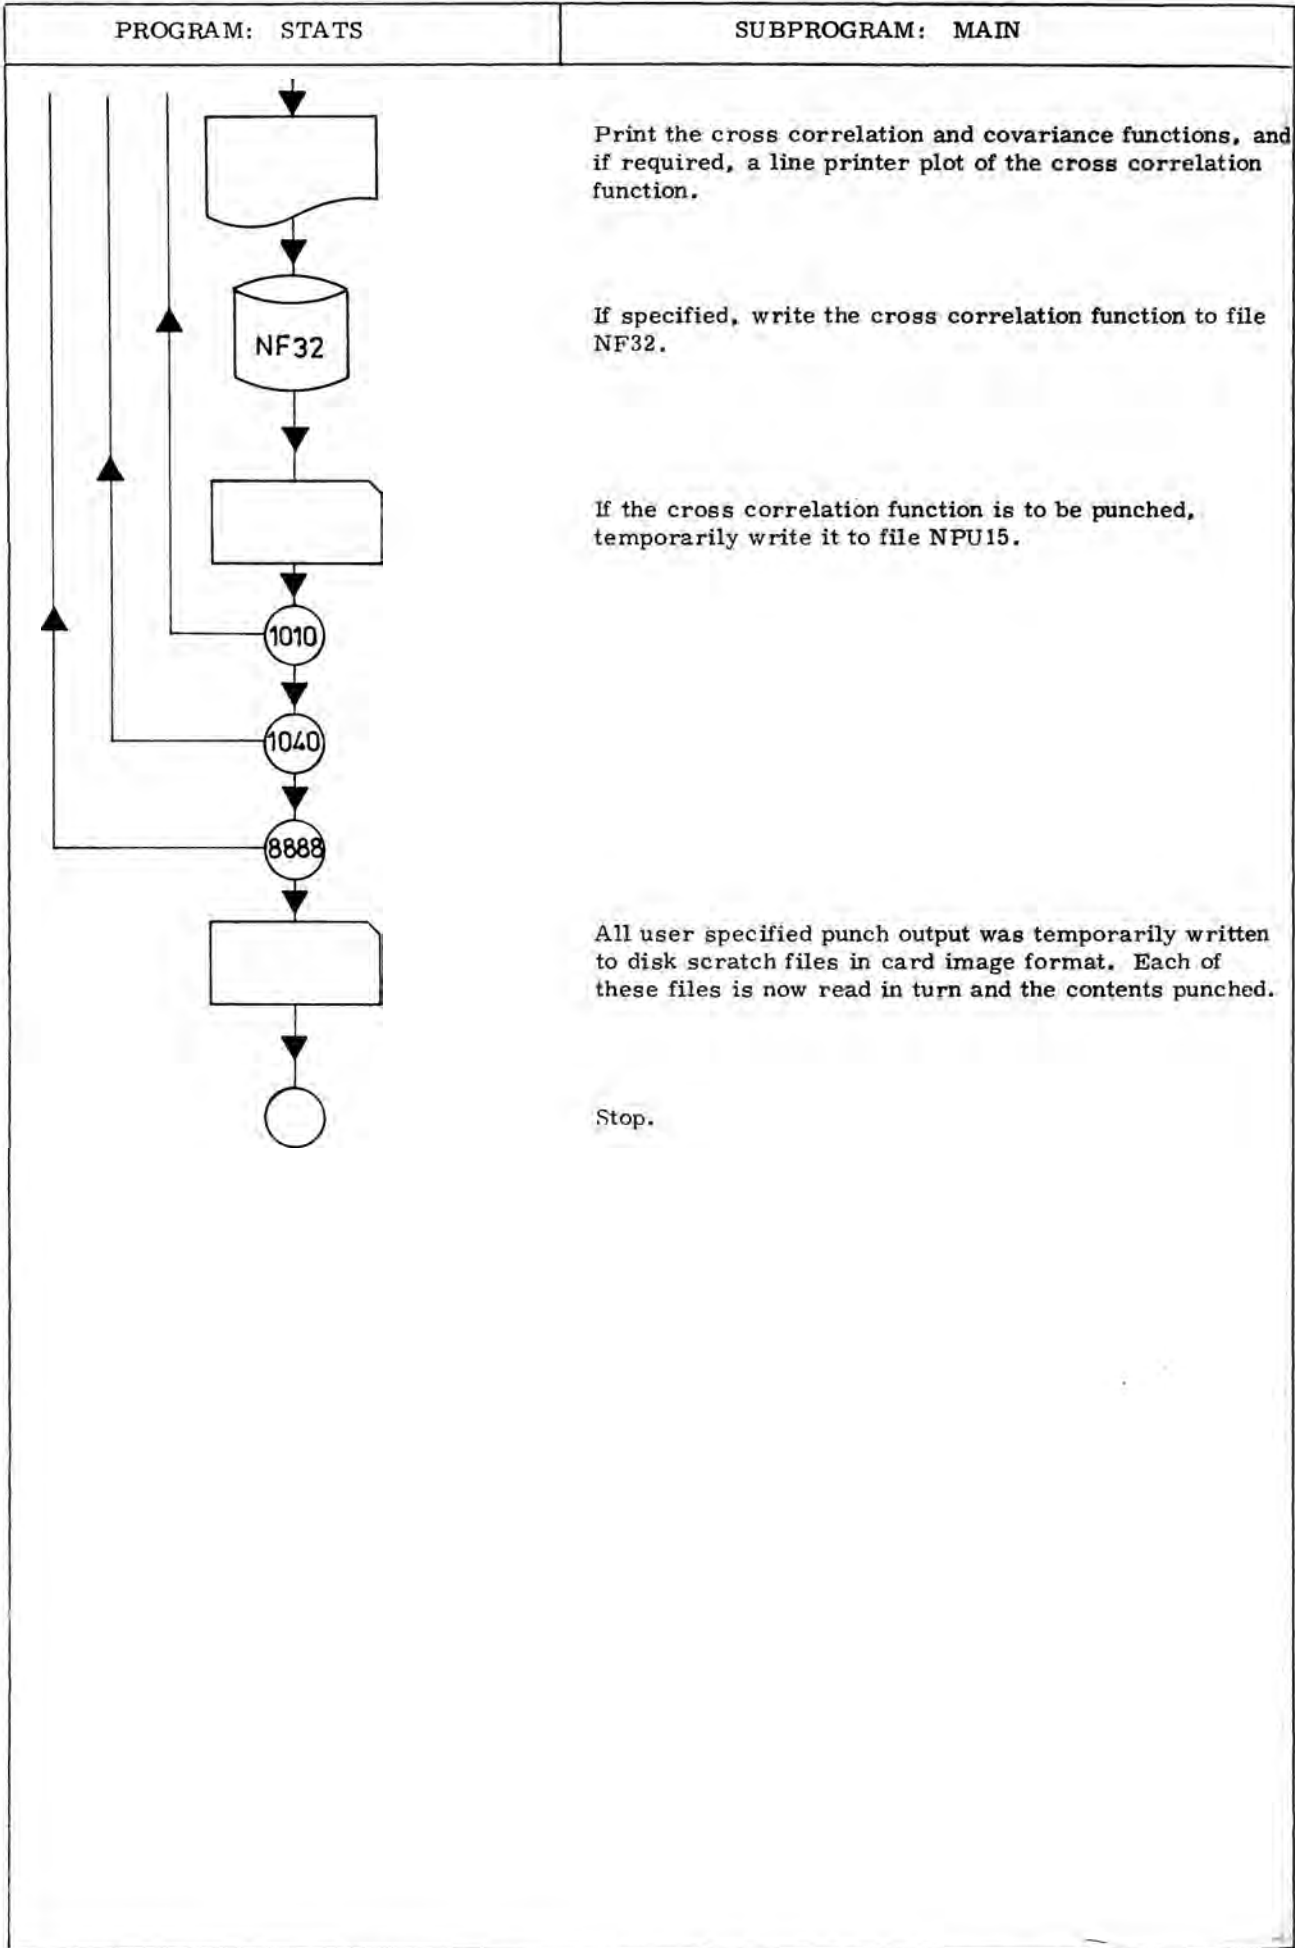 PROGRAM: STATS
SUBPROGRAM: MAIN
Print the cross correlation and covariance functions, and
if required, a line printer plot of the cross correlation
function.
If specified, write the cross correlation function to file
NF32.
NF32
If the cross correlation function is to be punched,
temporarily write it to file NPU15.
1010
1040
8888
All user specified punch output was temporarily written
to disk scratch files in card image format. Each of
these files is now read in turn and the contents punched.
Stop.